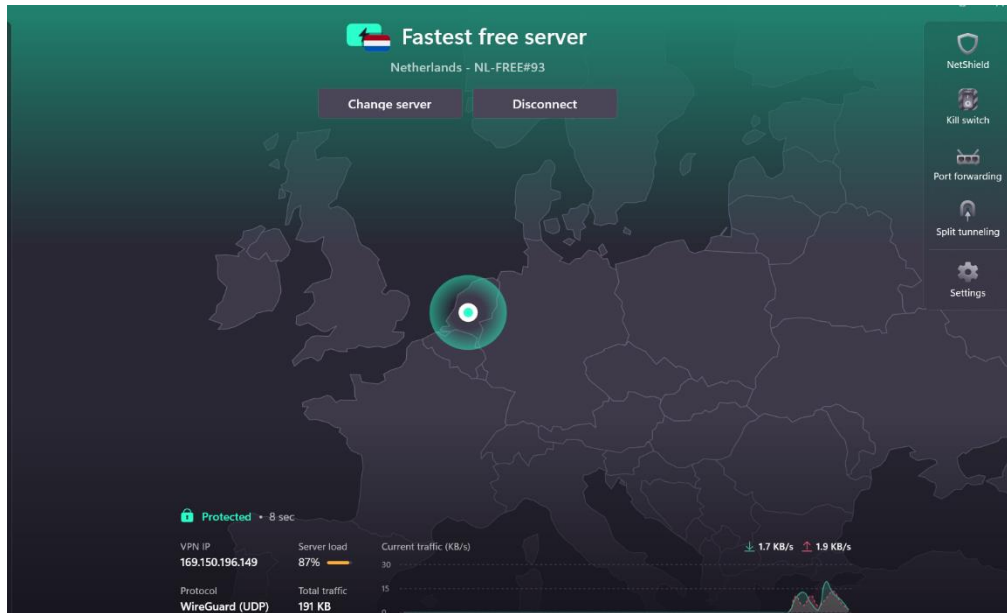 Fastest free server
Netherlands - NL-FREE#93
Change server
Disconnect
NetShield
Kill switch
Port forwarding
Split tunneling
Settings
Protected • 8 sec
VPN IP
169.150.196.149
Server load
87%
Protocol
WireGuard (UDP)
Total traffic
191 KB
Current traffic (KB/s)
1.7 KB/s 1.9 KB/s
30
15
0